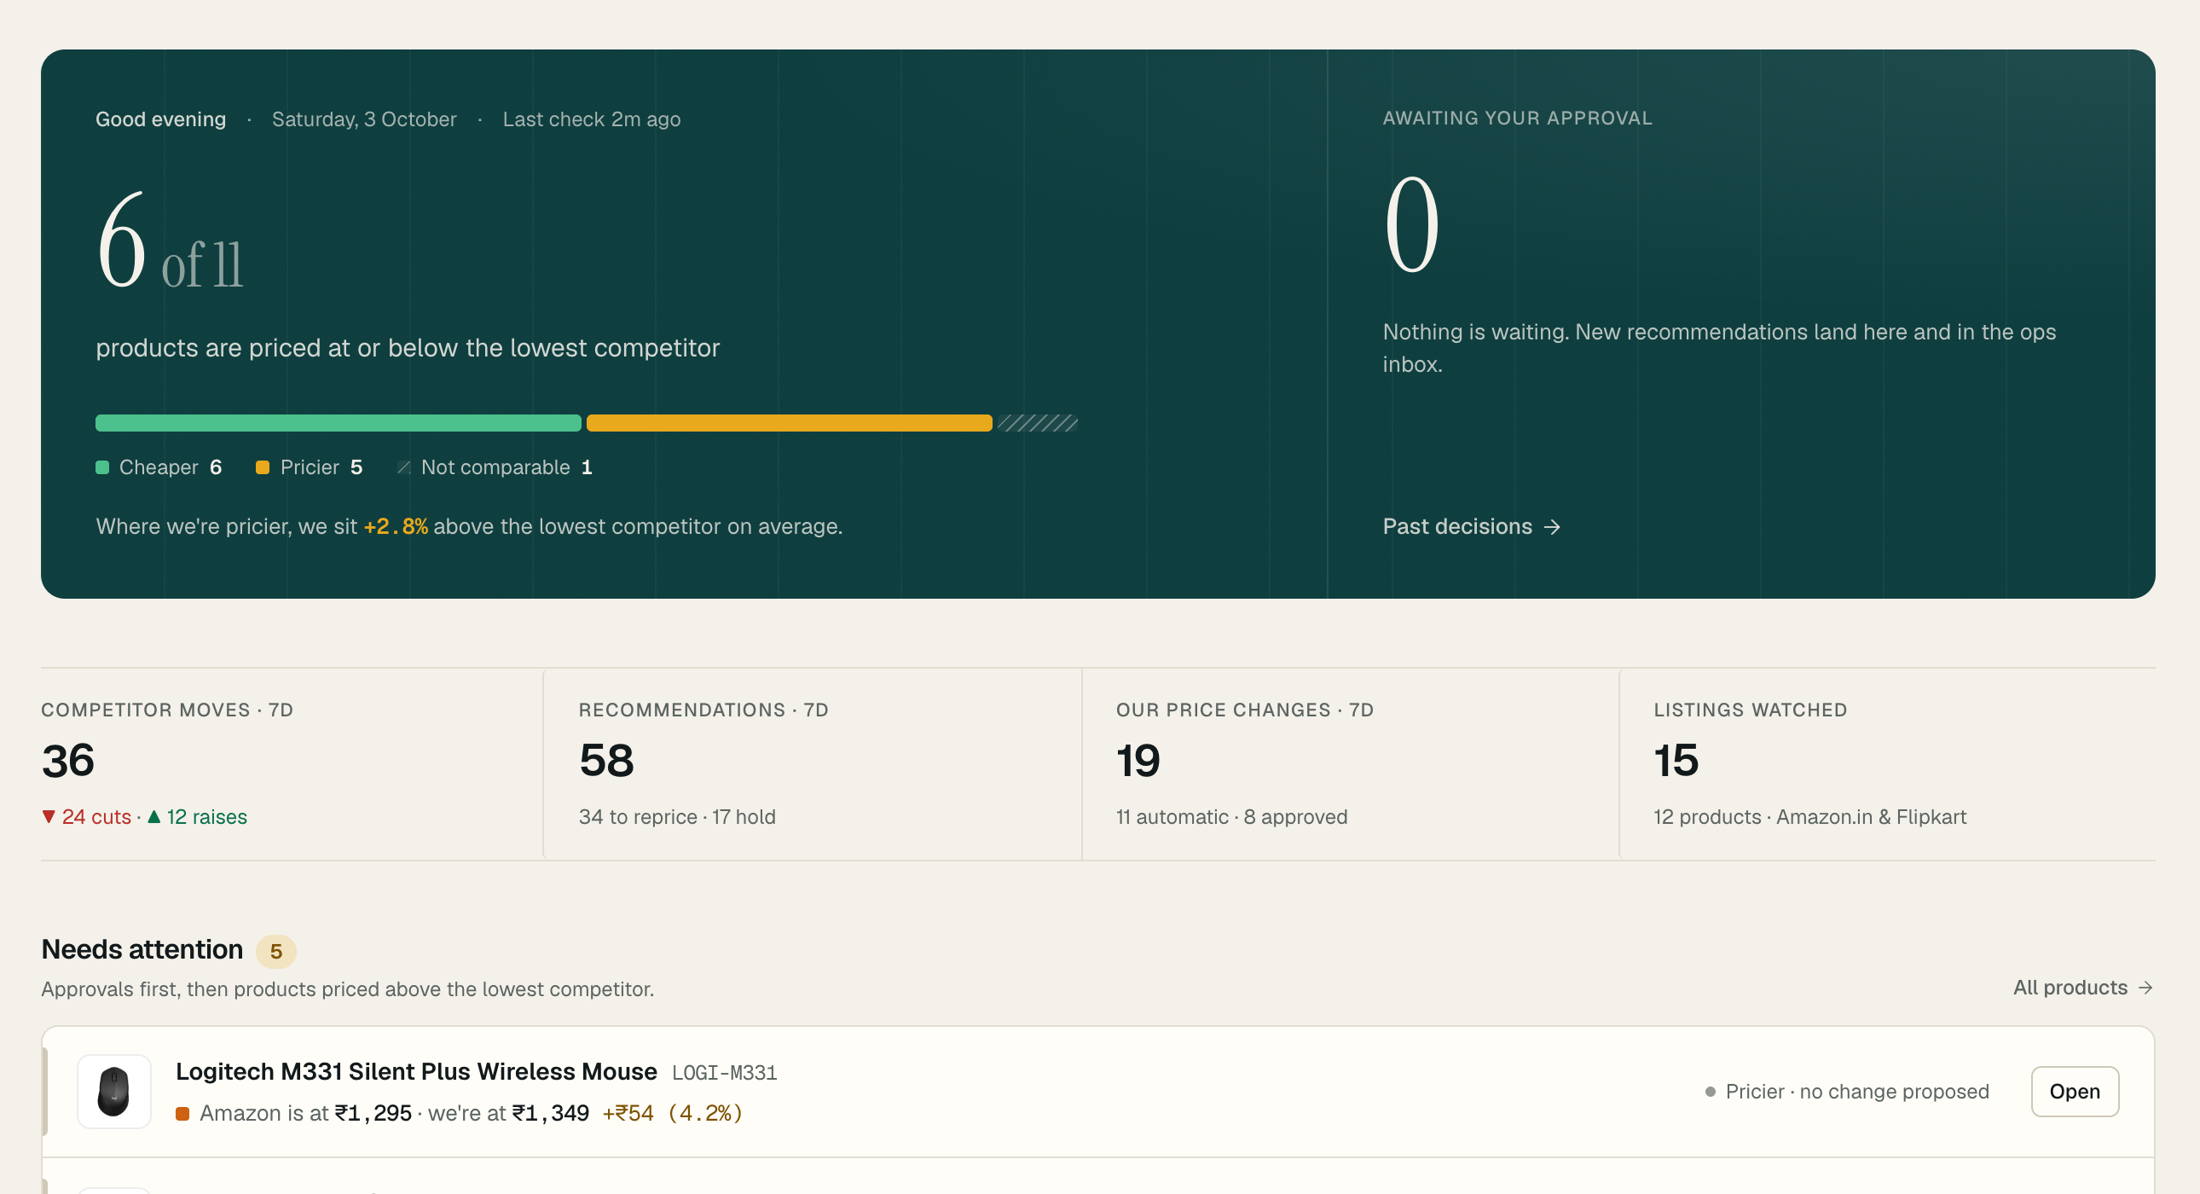 Good evening · Saturday, 3 October · Last check 2m ago
6 of 11
products are priced at or below the lowest competitor
Cheaper 6 Pricier 5 Not comparable 1
Where we're pricier, we sit +2.8% above the lowest competitor on average.
AWAITING YOUR APPROVAL
0
Nothing is waiting. New recommendations land here and in the ops
inbox.
Past decisions →
COMPETITOR MOVES · 7D
36
▼ 24 cuts · ▲ 12 raises
RECOMMENDATIONS · 7D
58
34 to reprice · 17 hold
OUR PRICE CHANGES · 7D
19
11 automatic · 8 approved
LISTINGS WATCHED
15
12 products · Amazon.in & Flipkart
Needs attention 5
Approvals first, then products priced above the lowest competitor.
All products →
Logitech M331 Silent Plus Wireless Mouse LOGI-M331
Amazon is at ₹1,295 · we're at ₹1,349 +₹54 (4.2%)
Pricier · no change proposed
Open